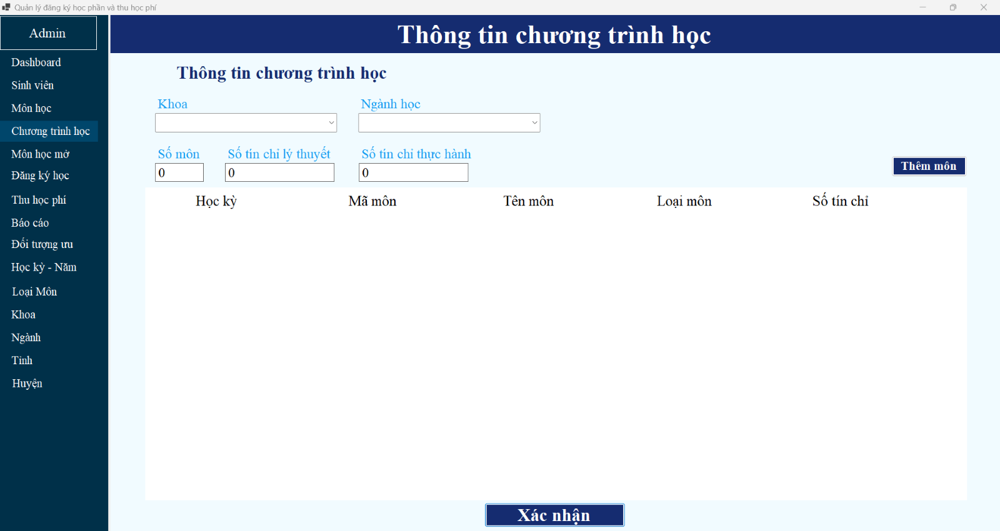 Quản lý đăng ký học phần và thu học phí
Admin
Dashboard
Sinh viên
Môn học
Chương trình học
Môn học mở
Đăng ký học
Thu học phí
Báo cáo
Đối tượng ưu
Học kỳ - Năm
Loại Môn
Khoa
Ngành
Tỉnh
Huyện
Thông tin chương trình học
Thông tin chương trình học
Khoa Ngành học
Số môn Số tín chỉ lý thuyết Số tín chỉ thực hành
0 0 0
Thêm môn
Học kỳ Mã môn Tên môn Loại môn Số tín chỉ
Xác nhận